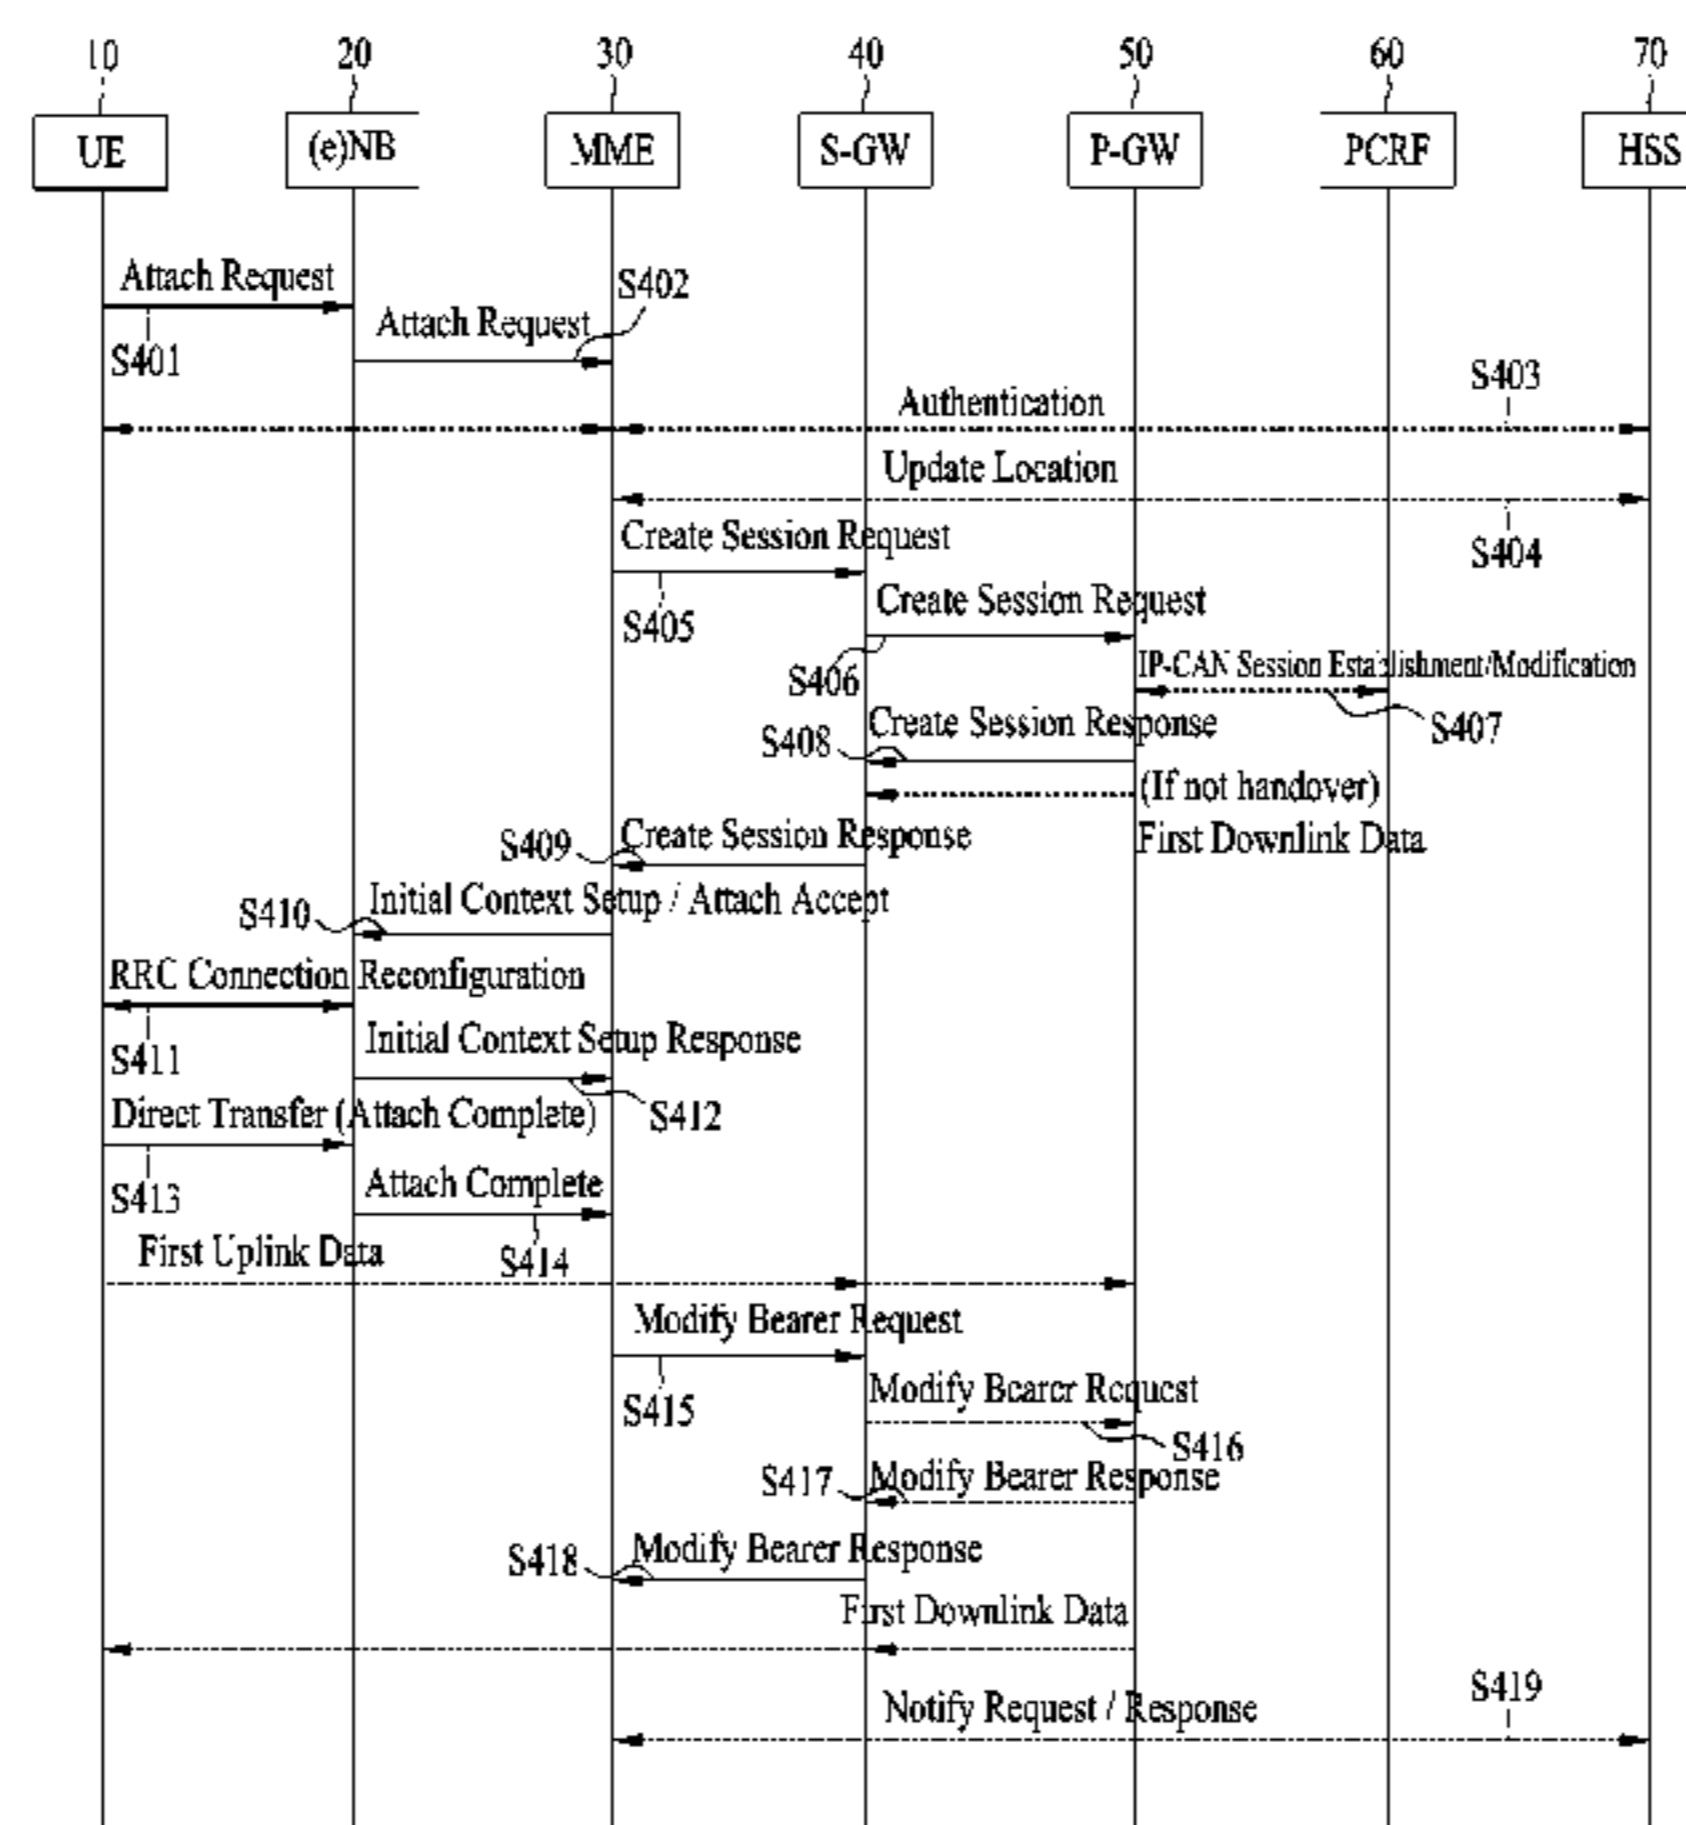 10 20 30 40 50 60 70
UE (e)NB MME S-GW P-GW PCRF HSS
Attach Request
S401
S402
Attach Request
S403
Authentication
Update Location
S404
Create Session Request
S405
Create Session Request
S406
IP-CAN Session Establishment/Modification
S407
Create Session Response
S408
(If not handover)
First Downlink Data
Create Session Response
S409
Initial Context Setup / Attach Accept
S410
RRC Connection Reconfiguration
S411
Initial Context Setup Response
S412
Direct Transfer (Attach Complete)
S413
Attach Complete
S414
First Uplink Data
Modify Bearer Request
S415
Modify Bearer Request
S416
Modify Bearer Response
S417
Modify Bearer Response
S418
First Downlink Data
S419
Notify Request / Response